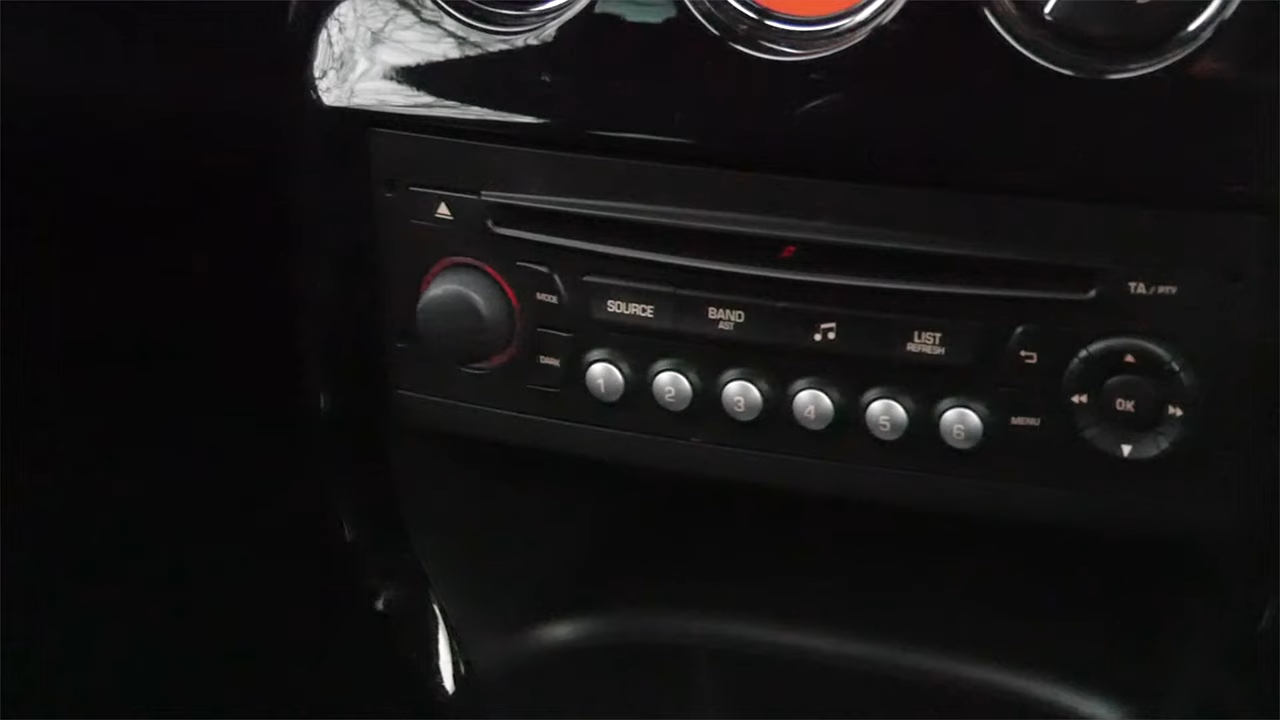 TA / PTY
MODE
SOURCE
BAND
AST
LIST
REFRESH
DARK
1
2
3
4
5
6
MENU
OK